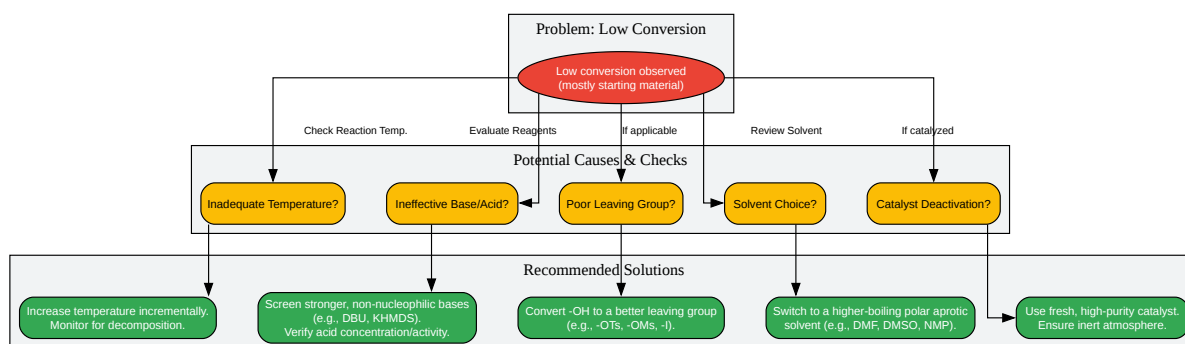 Problem: Low Conversion
Low conversion observed
(mostly starting material)
Check Reaction Temp.
Evaluate Reagents
If applicable
Review Solvent
If catalyzed
Potential Causes & Checks
Inadequate Temperature?
Ineffective Base/Acid?
Poor Leaving Group?
Solvent Choice?
Catalyst Deactivation?
Recommended Solutions
Increase temperature incrementally.
Monitor for decomposition.
Screen stronger, non-nucleophilic bases
(e.g., DBU, KHMDS).
Verify acid concentration/activity.
Convert -OH to a better leaving group
(e.g., -OTs, -OMs, -I).
Switch to a higher-boiling polar aprotic
solvent (e.g., DMF, DMSO, NMP).
Use fresh, high-purity catalyst.
Ensure inert atmosphere.